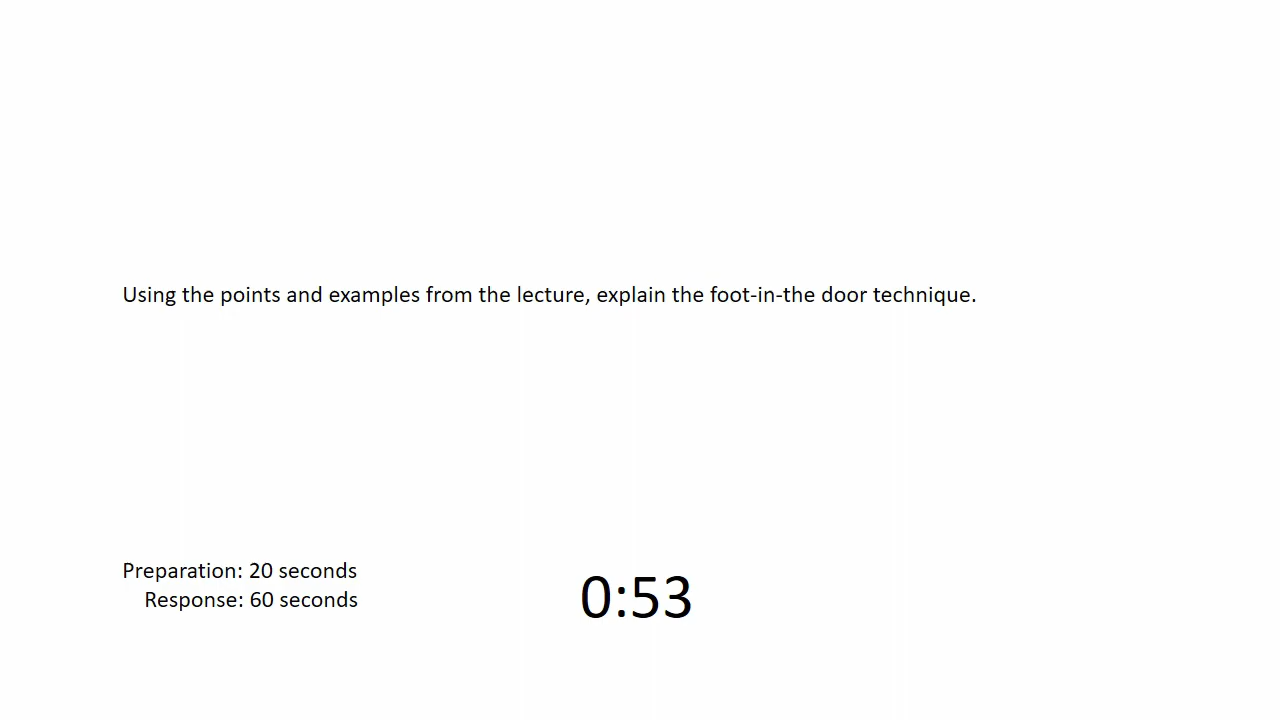 Using the points and examples from the lecture, explain the foot-in-the door technique.
Preparation: 20 seconds
Response: 60 seconds
0:53